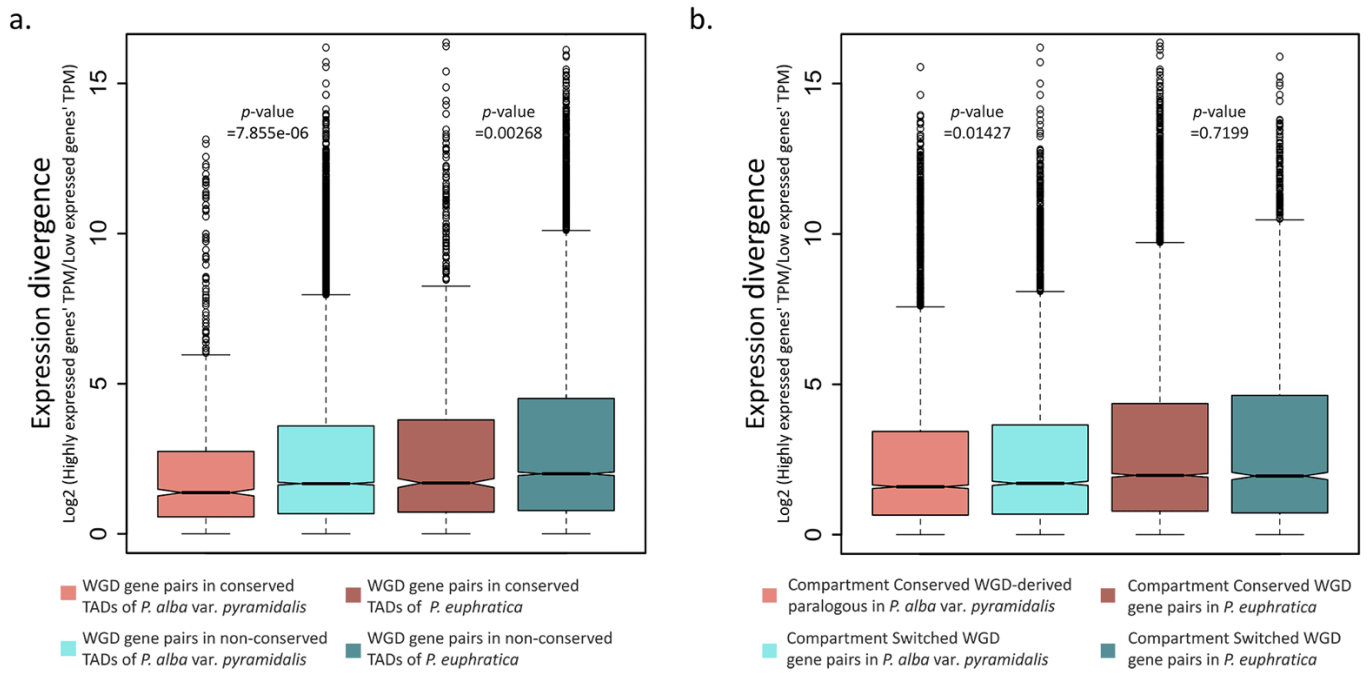 a.
Expression divergence
Log2 (Highly expressed genes' TPM/Low expressed genes' TPM)
15
10
5
0
p-value
=7.855e-06
p-value
=0.00268
WGD gene pairs in conserved
TADs of P. alba var. pyramidalis
WGD gene pairs in conserved
TADs of P. euphratica
WGD gene pairs in non-conserved
TADs of P. alba var. pyramidalis
WGD gene pairs in non-conserved
TADs of P. euphratica
b.
Expression divergence
Log2 (Highly expressed genes' TPM/Low expressed genes' TPM)
15
10
5
0
p-value
=0.01427
p-value
=0.7199
Compartment Conserved WGD-derived
paralogous in P. alba var. pyramidalis
Compartment Conserved WGD
gene pairs in P. euphratica
Compartment Switched WGD
gene pairs in P. alba var. pyramidalis
Compartment Switched WGD
gene pairs in P. euphratica